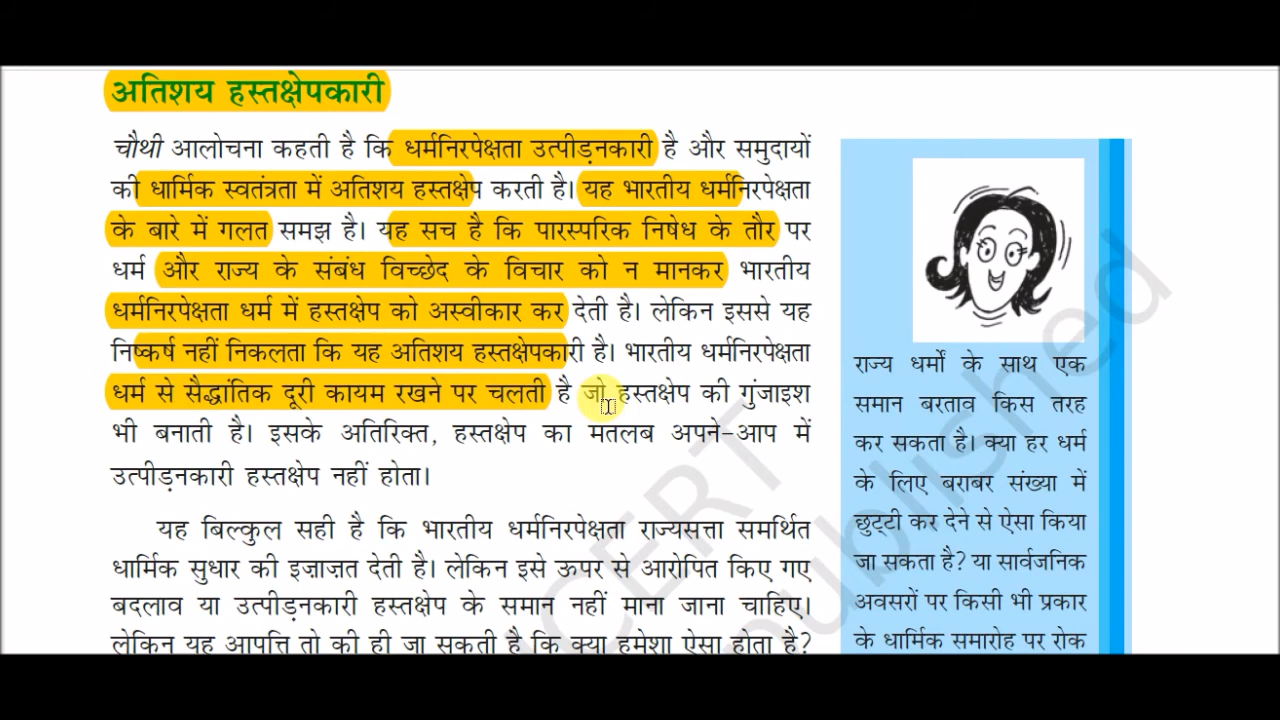 अतिशय हस्तक्षेपकारी
चौथी आलोचना कहती है कि धर्मनिरपेक्षता उत्पीड़नकारी है और समुदायों
की धार्मिक स्वतंत्रता में अतिशय हस्तक्षेप करती है। यह भारतीय धर्मनिरपेक्षता
के बारे में गलत समझ है। यह सच है कि पारस्परिक निषेध के तौर पर
धर्म और राज्य के संबंध विच्छेद के विचार को न मानकर भारतीय
धर्मनिरपेक्षता धर्म में हस्तक्षेप को अस्वीकार कर देती है। लेकिन इससे यह
निष्कर्ष नहीं निकलता कि यह अतिशय हस्तक्षेपकारी है। भारतीय धर्मनिरपेक्षता
धर्म से सैद्धांतिक दूरी कायम रखने पर चलती है जो हस्तक्षेप की गुंजाइश
भी बनाती है। इसके अतिरिक्त, हस्तक्षेप का मतलब अपने-आप में
उत्पीड़नकारी हस्तक्षेप नहीं होता।
यह बिल्कुल सही है कि भारतीय धर्मनिरपेक्षता राज्यसत्ता समर्थित
धार्मिक सुधार की इज़ाज़त देती है। लेकिन इसे ऊपर से आरोपित किए गए
बदलाव या उत्पीड़नकारी हस्तक्षेप के समान नहीं माना जाना चाहिए।
लेकिन यह आपत्ति तो की ही जा सकती है कि क्या हमेशा ऐसा होता है?
राज्य धर्मों के साथ एक
समान बरताव किस तरह
कर सकता है। क्या हर धर्म
के लिए बराबर संख्या में
छुट्टी कर देने से ऐसा किया
जा सकता है? या सार्वजनिक
अवसरों पर किसी भी प्रकार
के धार्मिक समारोह पर रोक
NCERT
published